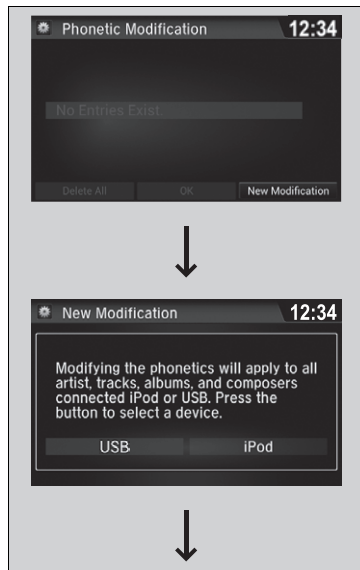 Phonetic Modification 12:34
No Entries Exist.
Delete All OK New Modification
New Modification 12:34
Modifying the phonetics will apply to all
artist, tracks, albums, and composers
connected iPod or USB. Press the
button to select a device.
USB iPod